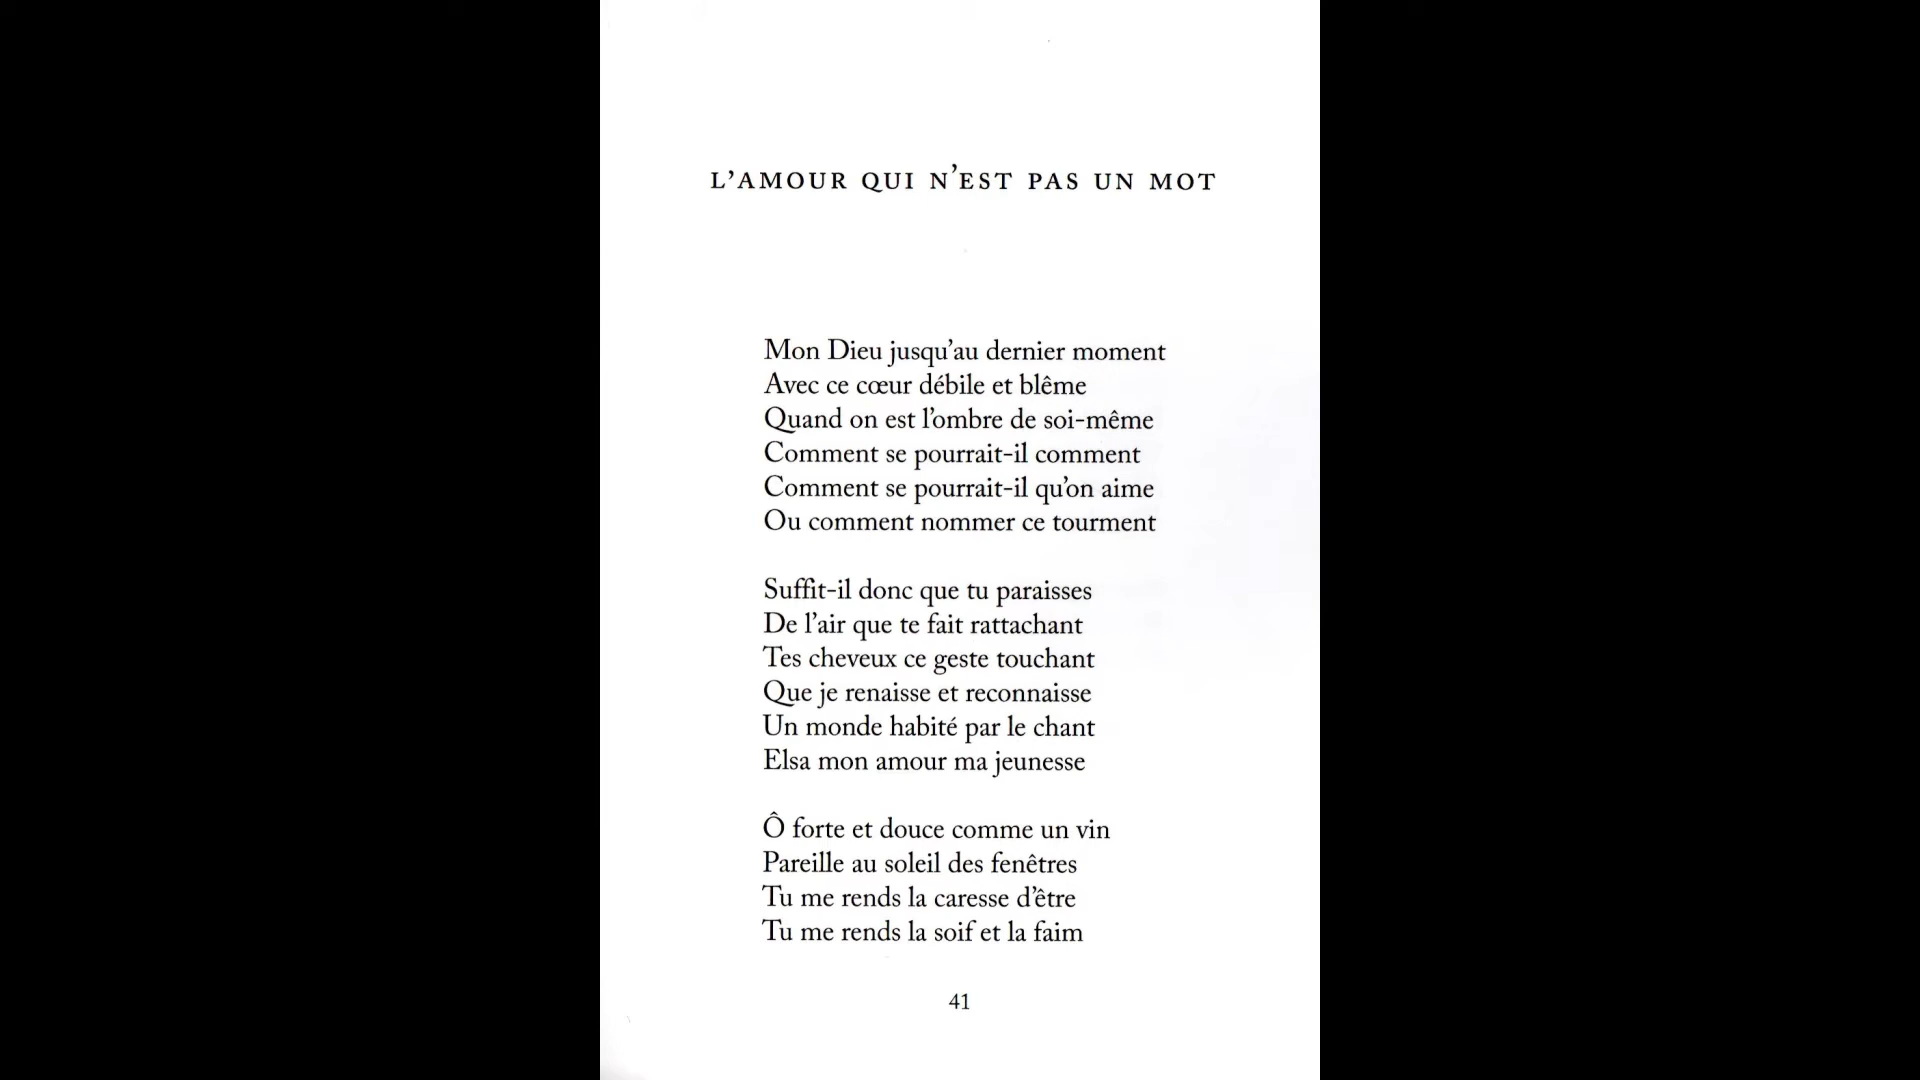 L'AMOUR QUI N'EST PAS UN MOT
Mon Dieu jusqu'au dernier moment
Avec ce cœur débile et blême
Quand on est l'ombre de soi-même
Comment se pourrait-il comment
Comment se pourrait-il qu'on aime
Ou comment nommer ce tourment
Suffit-il donc que tu paraisses
De l'air que te fait rattachant
Tes cheveux ce geste touchant
Que je renaisse et reconnaisse
Un monde habité par le chant
Elsa mon amour ma jeunesse
Ô forte et douce comme un vin
Pareille au soleil des fenêtres
Tu me rends la caresse d'être
Tu me rends la soif et la faim
41